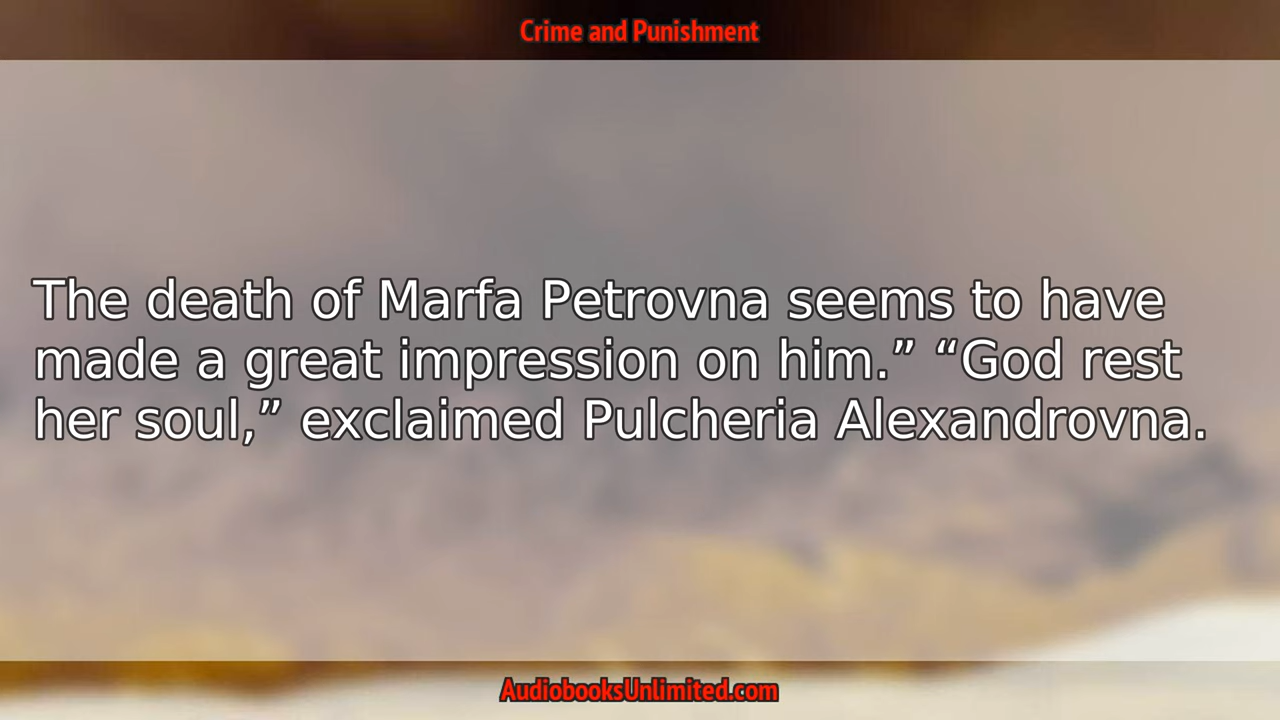 Crime and Punishment
The death of Marfa Petrovna seems to have
made a great impression on him.” “God rest
her soul,” exclaimed Pulcheria Alexandrovna.
AudiobooksUnlimited.com